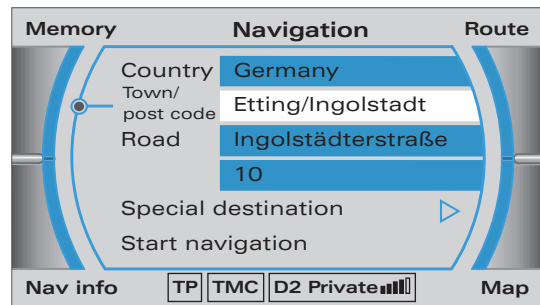 Memory Navigation Route
Country Germany
Town/
post code Etting/Ingolstadt
Road Ingolstädterstraße
10
Special destination
Start navigation
Nav info TP TMC D2 Private Map